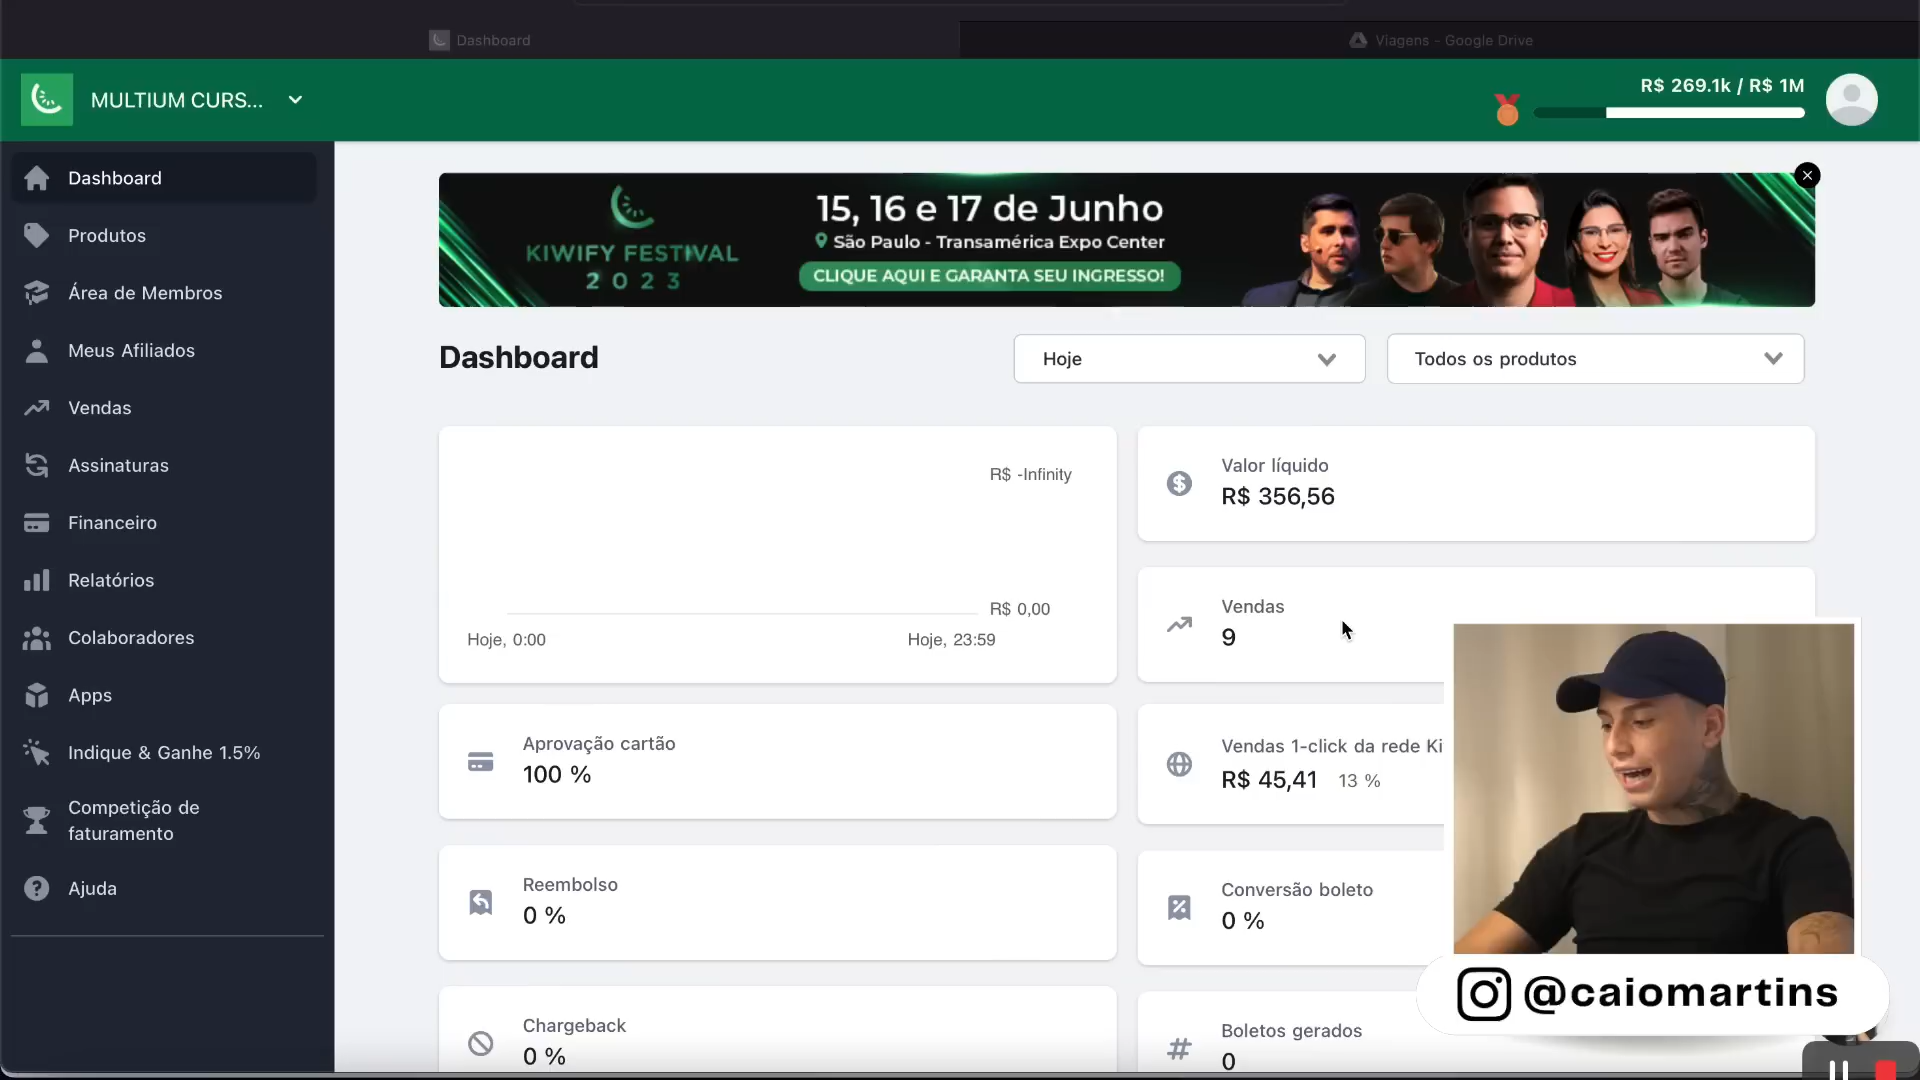 Dashboard
Viagens - Google Drive
MULTIUM CURS...
R$ 269.1k / R$ 1M
Dashboard
Produtos
Área de Membros
Meus Afiliados
Vendas
Assinaturas
Financeiro
Relatórios
Colaboradores
Apps
Indique & Ganhe 1.5%
Competição de
faturamento
Ajuda
KIWIFY FESTIVAL
2023
15, 16 e 17 de Junho
São Paulo - Transamérica Expo Center
CLIQUE AQUI E GARANTA SEU INGRESSO!
Dashboard
Hoje
Todos os produtos
R$ -Infinity
R$ 0,00
Hoje, 0:00
Hoje, 23:59
Valor líquido
R$ 356,56
Vendas
9
Aprovação cartão
100 %
Vendas 1-click da rede Ki
R$ 45,41 13 %
Reembolso
0 %
Conversão boleto
0 %
Chargeback
0 %
Boletos gerados
0
@caiomartins